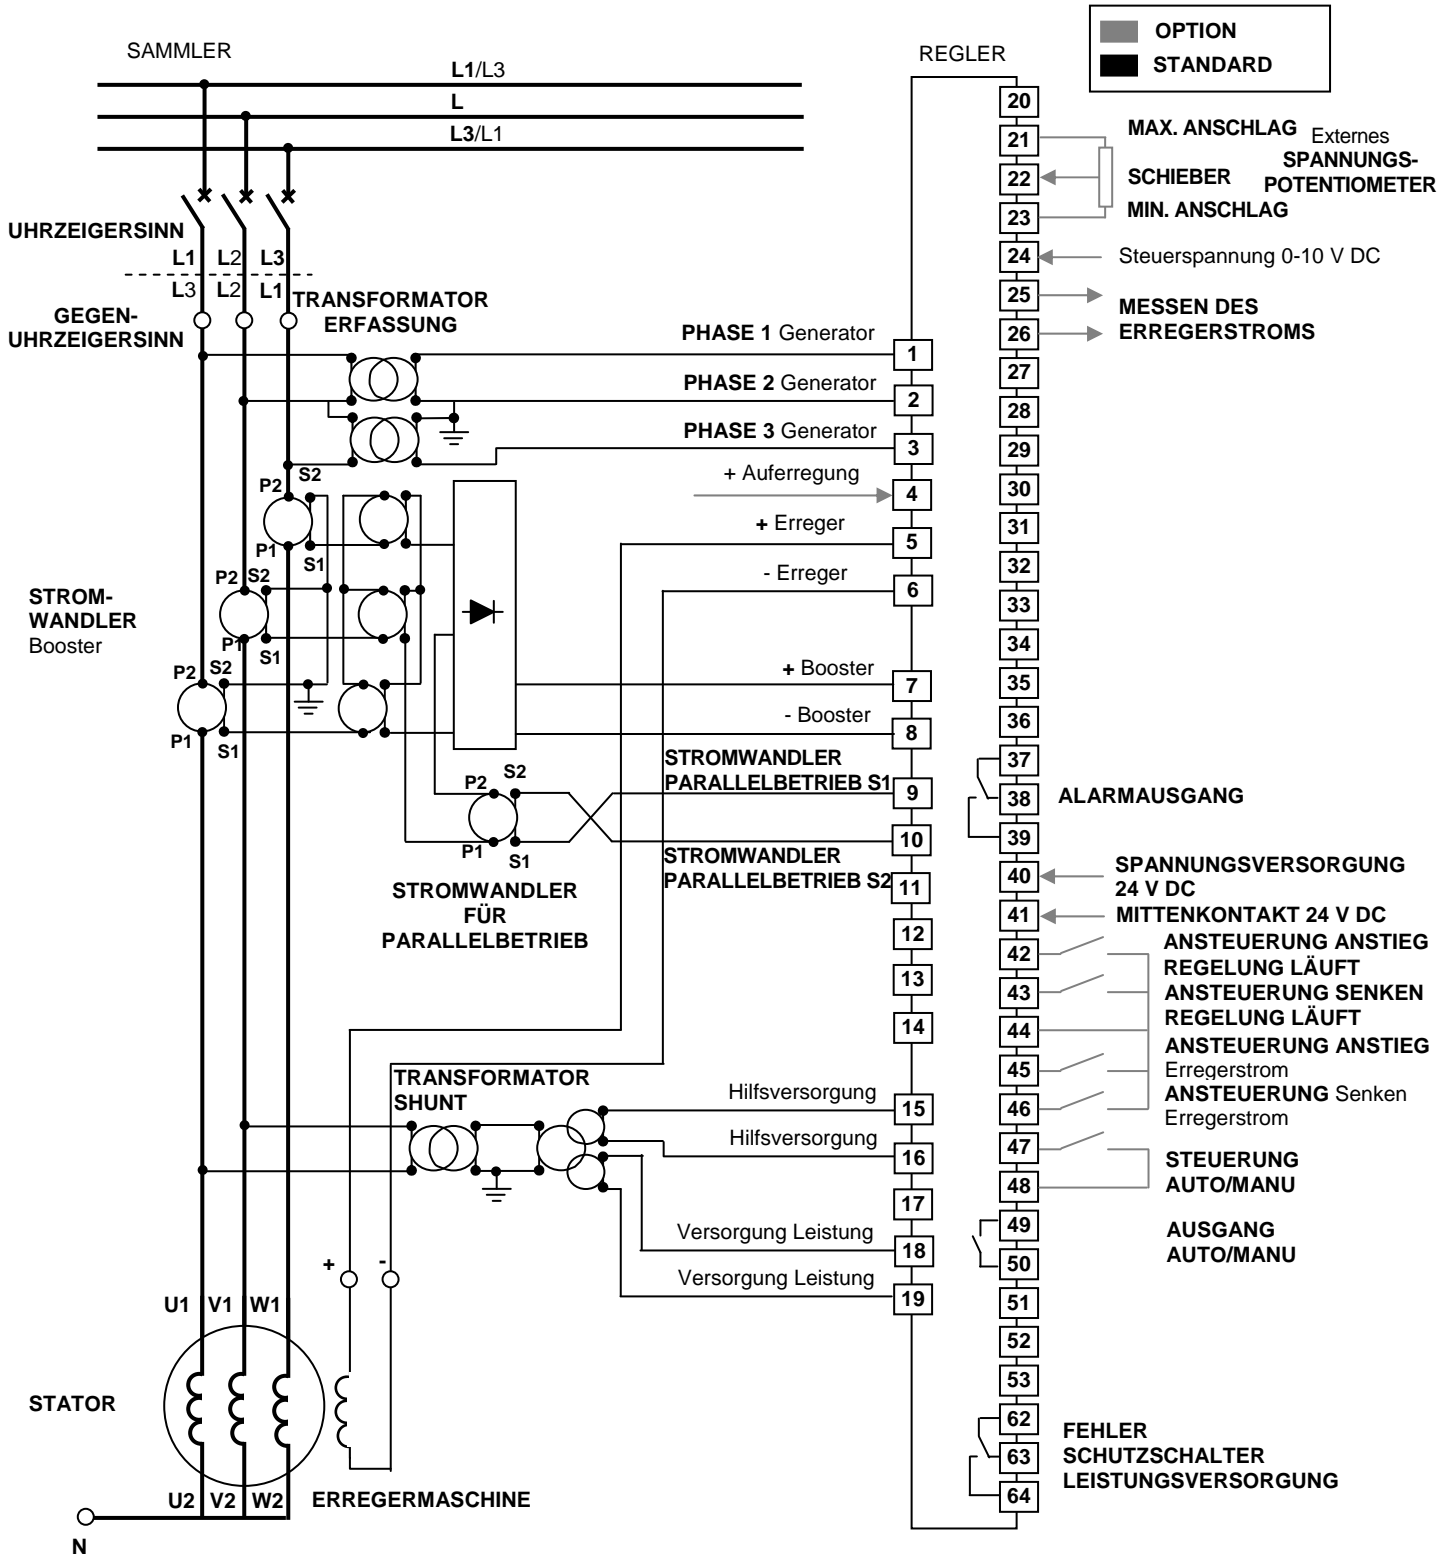 OPTION
STANDARD
SAMMLER
REGLER
L1/L3
L
L3/L1
UHRZEIGERSINN
L1 L2 L3
L3 L2 L1
GEGEN-
UHRZEIGERSINN
TRANSFORMATOR
ERFASSUNG
PHASE 1 Generator
PHASE 2 Generator
PHASE 3 Generator
+ Auferregung
+ Erreger
- Erreger
+ Booster
- Booster
STROMWANDLER
PARALLELBETRIEB S1
STROMWANDLER
PARALLELBETRIEB S2
1
2
3
4
5
6
7
8
9
10
11
12
13
14
15
16
17
18
19
P2 S2
P1 S1
P2 S2
P1 S1
P2 S2
P1 S1
STROM-
WANDLER
Booster
P2 S2
P1 S1
STROMWANDLER
FÜR
PARALLELBETRIEB
TRANSFORMATOR
SHUNT
Hilfsversorgung
Hilfsversorgung
Versorgung Leistung
Versorgung Leistung
+ -
U1 V1 W1
STATOR
U2 V2 W2
ERREGERMASCHINE
N
20
21
22
23
24
25
26
27
28
29
30
31
32
33
34
35
36
37
38
39
40
41
42
43
44
45
46
47
48
49
50
51
52
53
62
63
64
MAX. ANSCHLAG
SCHIEBER
MIN. ANSCHLAG
Externes
SPANNUNGS-
POTENTIOMETER
Steuerspannung 0-10 V DC
MESSEN DES
ERREGERSTROMS
ALARMAUSGANG
SPANNUNGSVERSORGUNG
24 V DC
MITTENKONTAKT 24 V DC
ANSTEUERUNG ANSTIEG
REGELUNG LÄUFT
ANSTEUERUNG SENKEN
REGELUNG LÄUFT
ANSTEUERUNG ANSTIEG
Erregerstrom
ANSTEUERUNG Senken
Erregerstrom
STEUERUNG
AUTO/MANU
AUSGANG
AUTO/MANU
FEHLER
SCHUTZSCHALTER
LEISTUNGSVERSORGUNG